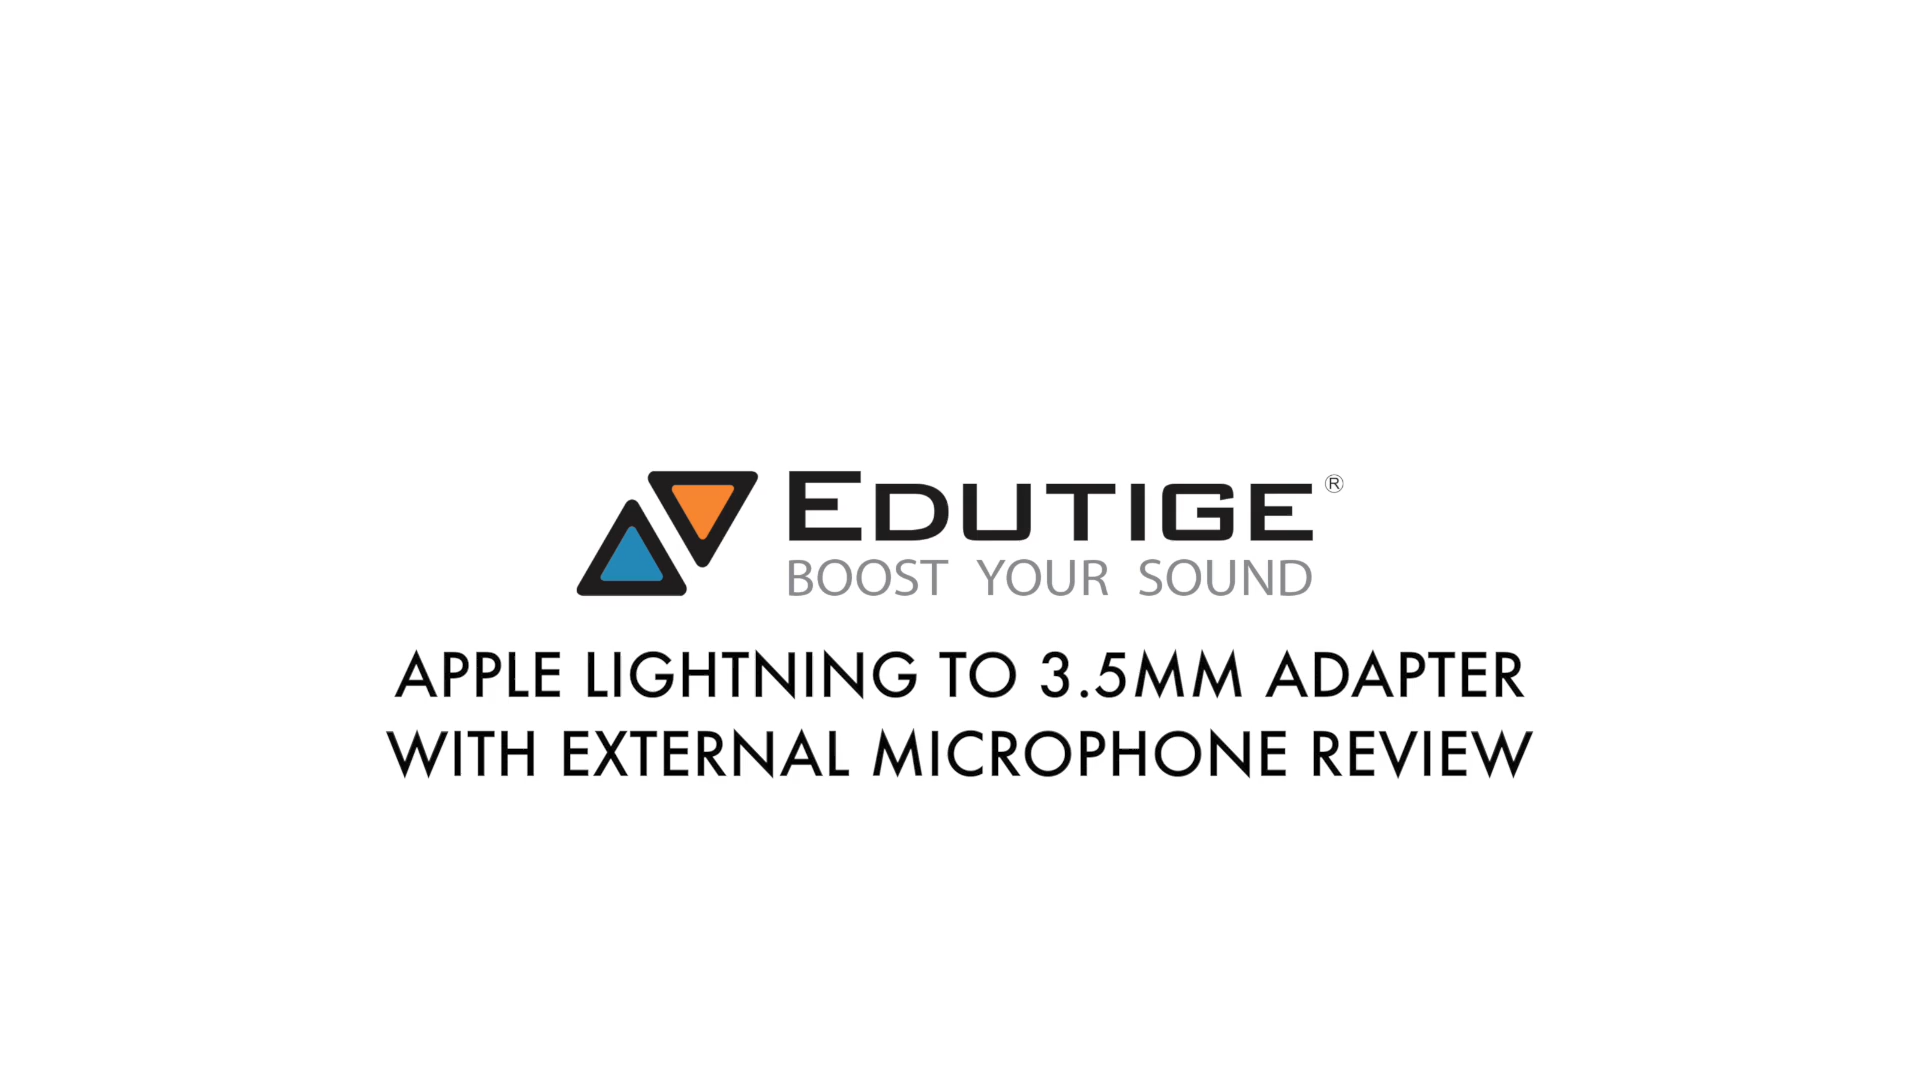 EDUTIGE®
BOOST YOUR SOUND
APPLE LIGHTNING TO 3.5MM ADAPTER
WITH EXTERNAL MICROPHONE REVIEW